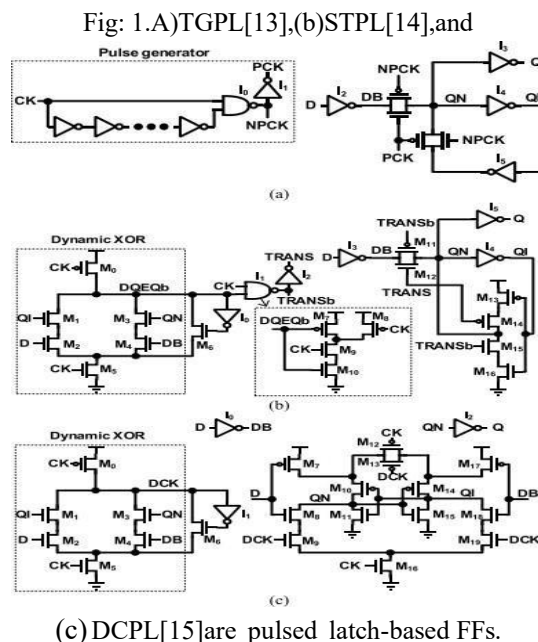 Fig: 1.A)TGPL[13],(b)STPL[14],and
Pulse generator
PCK
I0
I1
CK
NPCK
I3
Q
NPCK
I2
D
DB
QN
I4
QI
NPCK
PCK
I5
(a)
Dynamic XOR
CK
M0
DQEQb
QI
M1
M3
QN
D
M2
M4
DB
M6
I0
CK
M5
TRANS
CK
I1
I2
TRANSb
DQEQb
M7
M8
CK
CK
M9
M10
TRANSb
M11
I5
Q
D
I3
DB
QN
I4
QI
M12
TRANS
M13
M14
TRANSb
M15
M16
(b)
Dynamic XOR
D
I0
DB
QN
I2
Q
CK
M0
DCK
QI
M1
M3
QN
D
M2
M4
DB
M6
I1
CK
M5
CK
M12
M13
DCK
M7
M17
M10
M14
D
QN
QI
DB
M8
M11
M15
M18
DCK
M9
M19
DCK
CK
M16
(c)
(c) DCPL[15]are pulsed latch-based FFs.